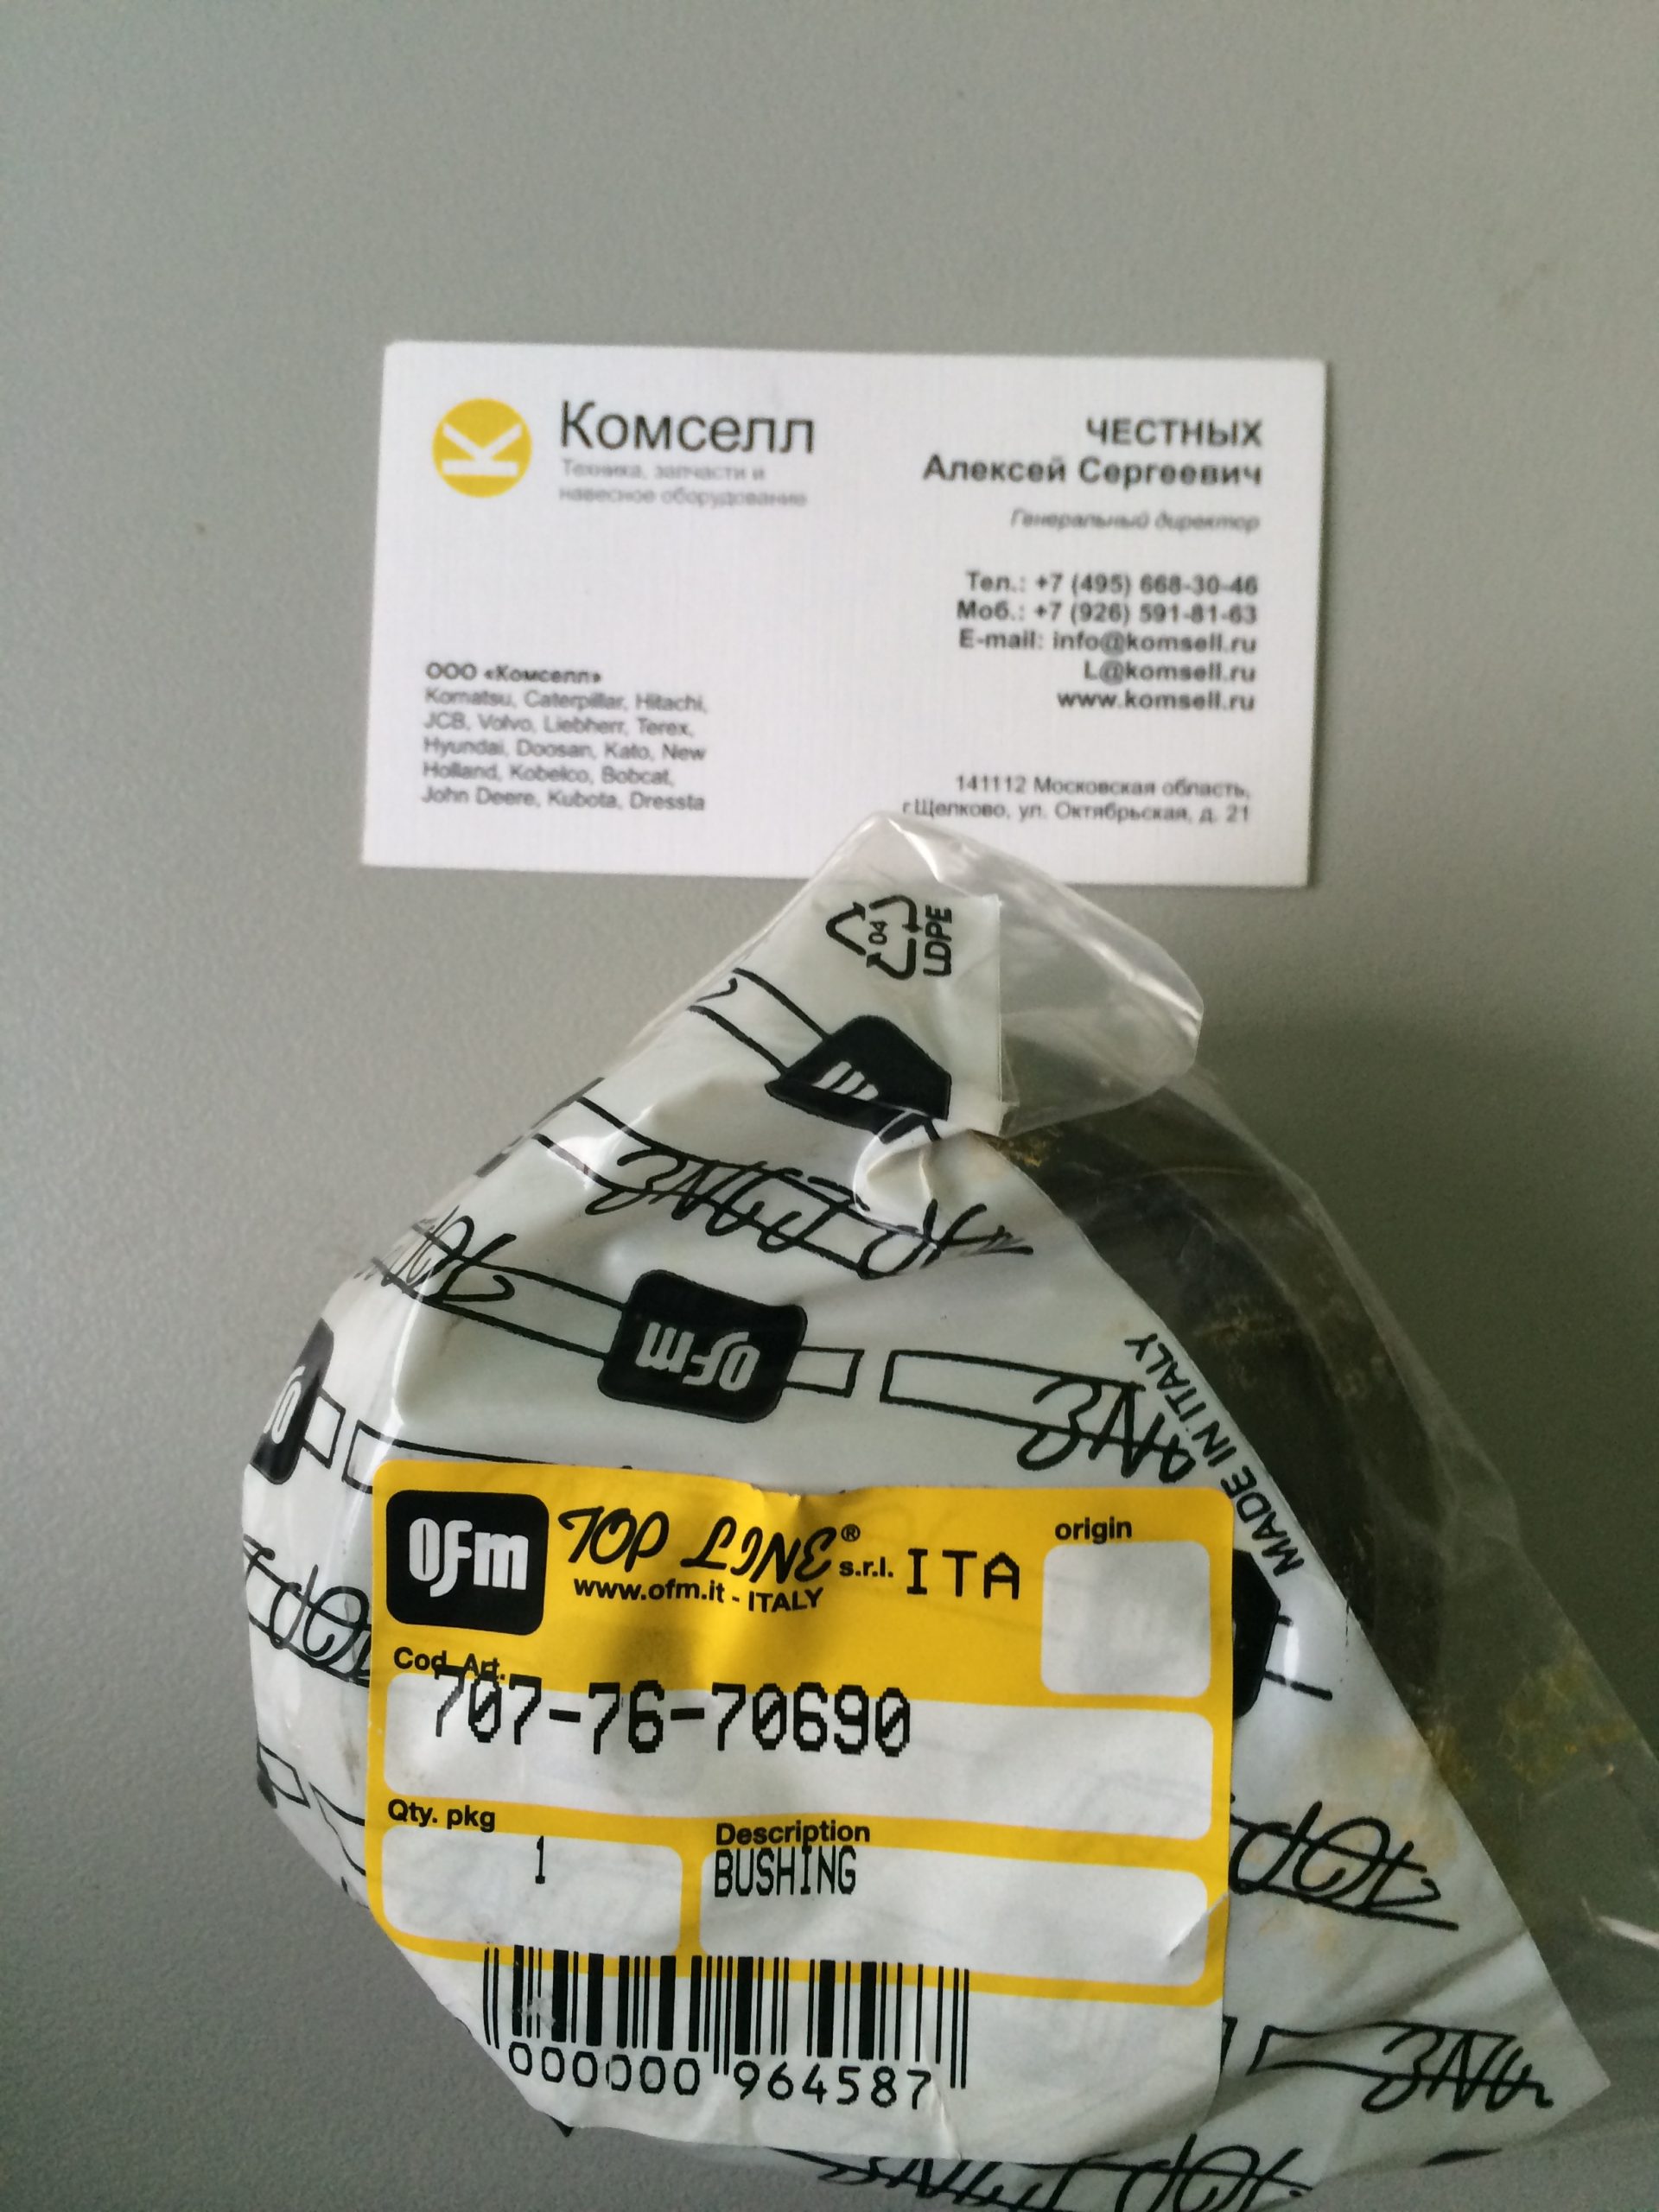 Комселл
Техника, запчасти и
навесное оборудование
ЧЕСТНЫХ
Алексей Сергеевич
Генеральный директор
Тел.: +7 (495) 668-30-46
Моб.: +7 (926) 591-81-63
E-mail: info@komsell.ru
L@komsell.ru
www.komsell.ru
ООО «Комселл»
Komatsu, Caterpillar, Hitachi,
JCB, Volvo, Liebherr, Terex,
Hyundai, Doosan, Kato, New
Holland, Kobelco, Bobcat,
John Deere, Kubota, Dressta
141112 Московская область,
г.Щелково, ул. Октябрьская, д. 21
04
LDPE
OFM
MADE IN ITALY
OFM TOP LINE® s.r.l. ITA
www.ofm.it - ITALY
origin
Cod. Art.
707-76-70690
Qty. pkg
1
Description
BUSHING
000000 964587
TOP